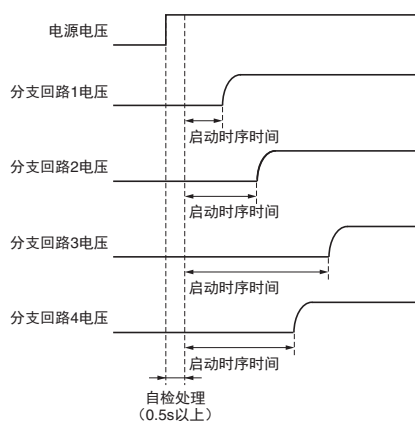 电源电压
分支回路1电压
启动时序时间
分支回路2电压
启动时序时间
分支回路3电压
启动时序时间
分支回路4电压
启动时序时间
自检处理
（0.5s以上）